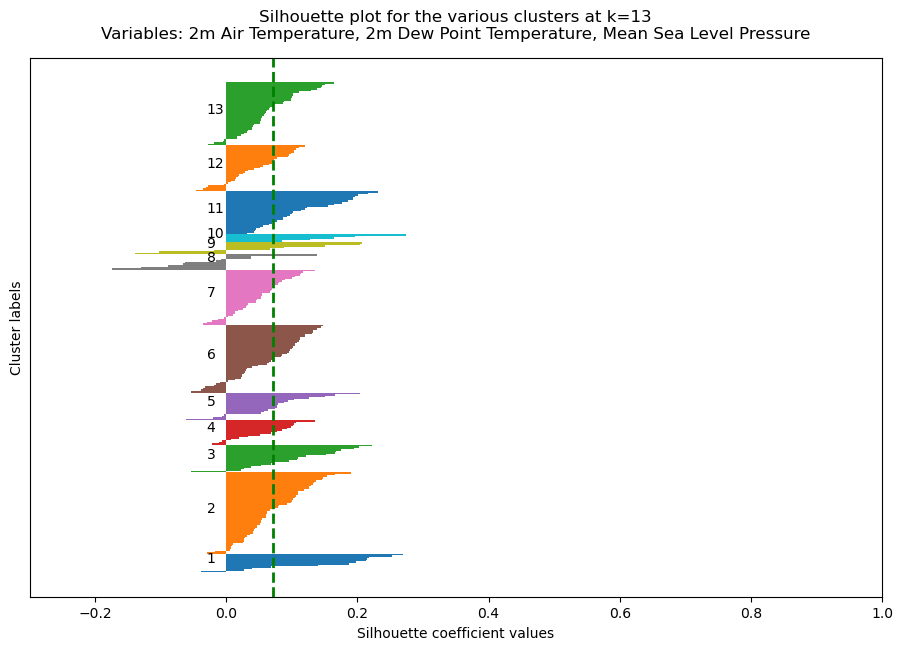 Silhouette plot for the various clusters at k=13
Variables: 2m Air Temperature, 2m Dew Point Temperature, Mean Sea Level Pressure
Cluster labels
13
12
11
10
9
8
7
6
5
4
3
2
1
−0.2 0.0 0.2 0.4 0.6 0.8 1.0
Silhouette coefficient values